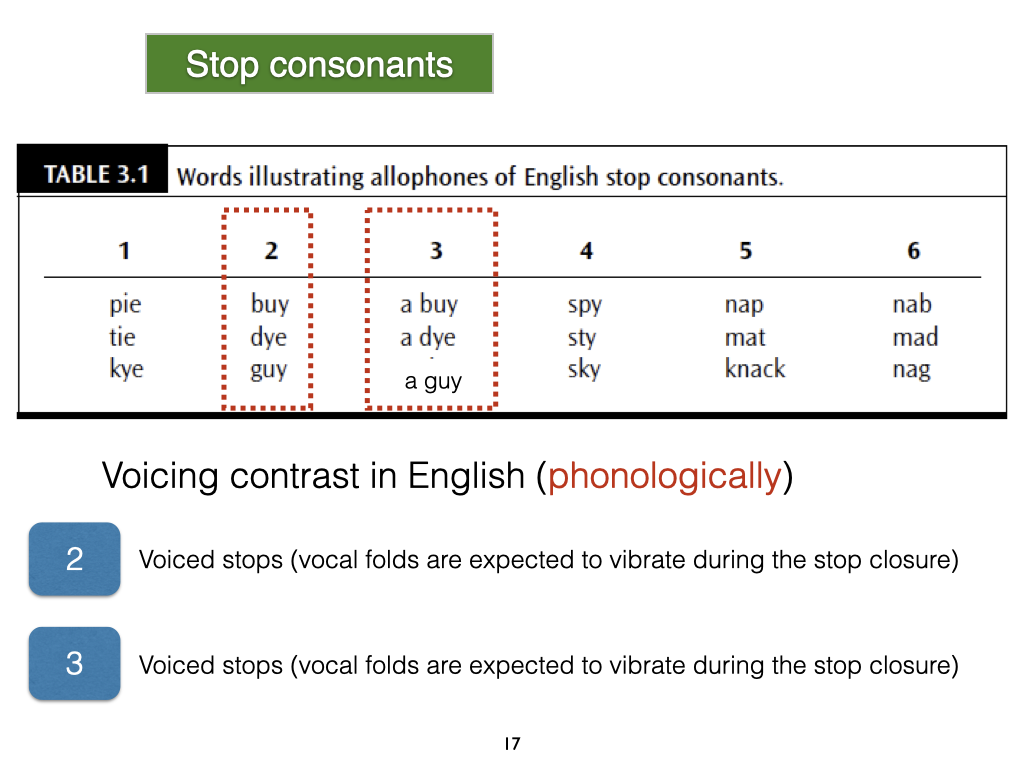 Stop consonants
TABLE 3.1 Words illustrating allophones of English stop consonants.
1 2 3 4 5 6
pie buy a buy spy nap nab
tie dye a dye sty mat mad
kye guy a guy sky knack nag
Voicing contrast in English (phonologically)
2 Voiced stops (vocal folds are expected to vibrate during the stop closure)
3 Voiced stops (vocal folds are expected to vibrate during the stop closure)
17